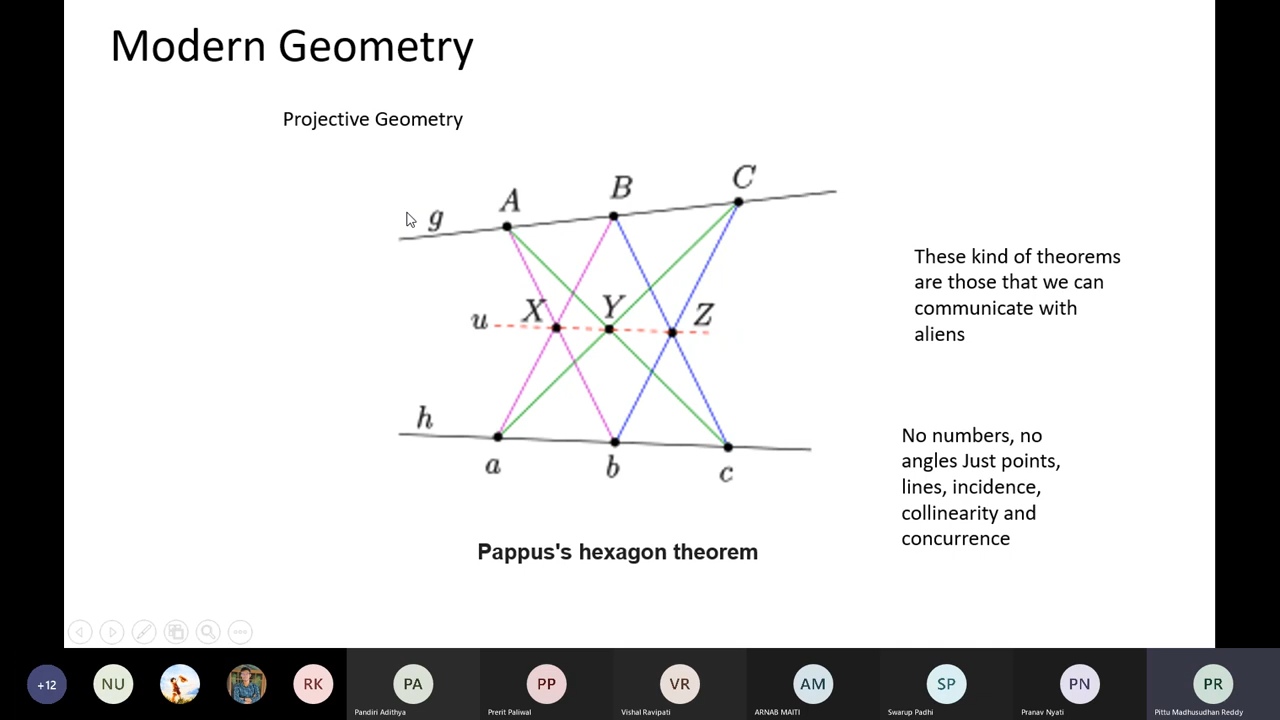 Modern Geometry
Projective Geometry
A
B
C
g
X
Y
Z
u
h
a
b
c
Pappus's hexagon theorem
These kind of theorems
are those that we can
communicate with
aliens
No numbers, no
angles Just points,
lines, incidence,
collinearity and
concurrence
+12
NU
RK
PA
PP
VR
AM
SP
PN
PR
Pandiri Adithya
Prerit Paliwal
Vishal Ravipati
ARNAB MAITI
Swarup Padhi
Pranav Nyati
Pittu Madhusudhan Reddy